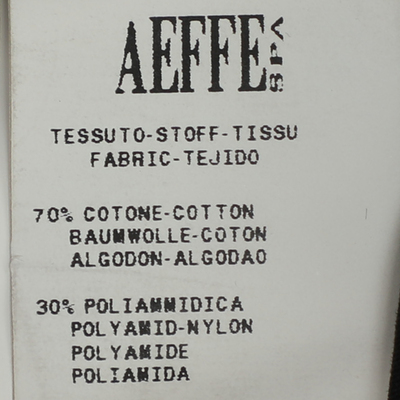 AEFFE SPA
TESSUTO-STOFF-TISSU
FABRIC-TEJIDO
70% COTONE-COTTON
BAUMWOLLE-COTON
ALGODON-ALGODAO
30% POLIAMMIDICA
POLYAMID-NYLON
POLYAMIDE
POLIAMIDA